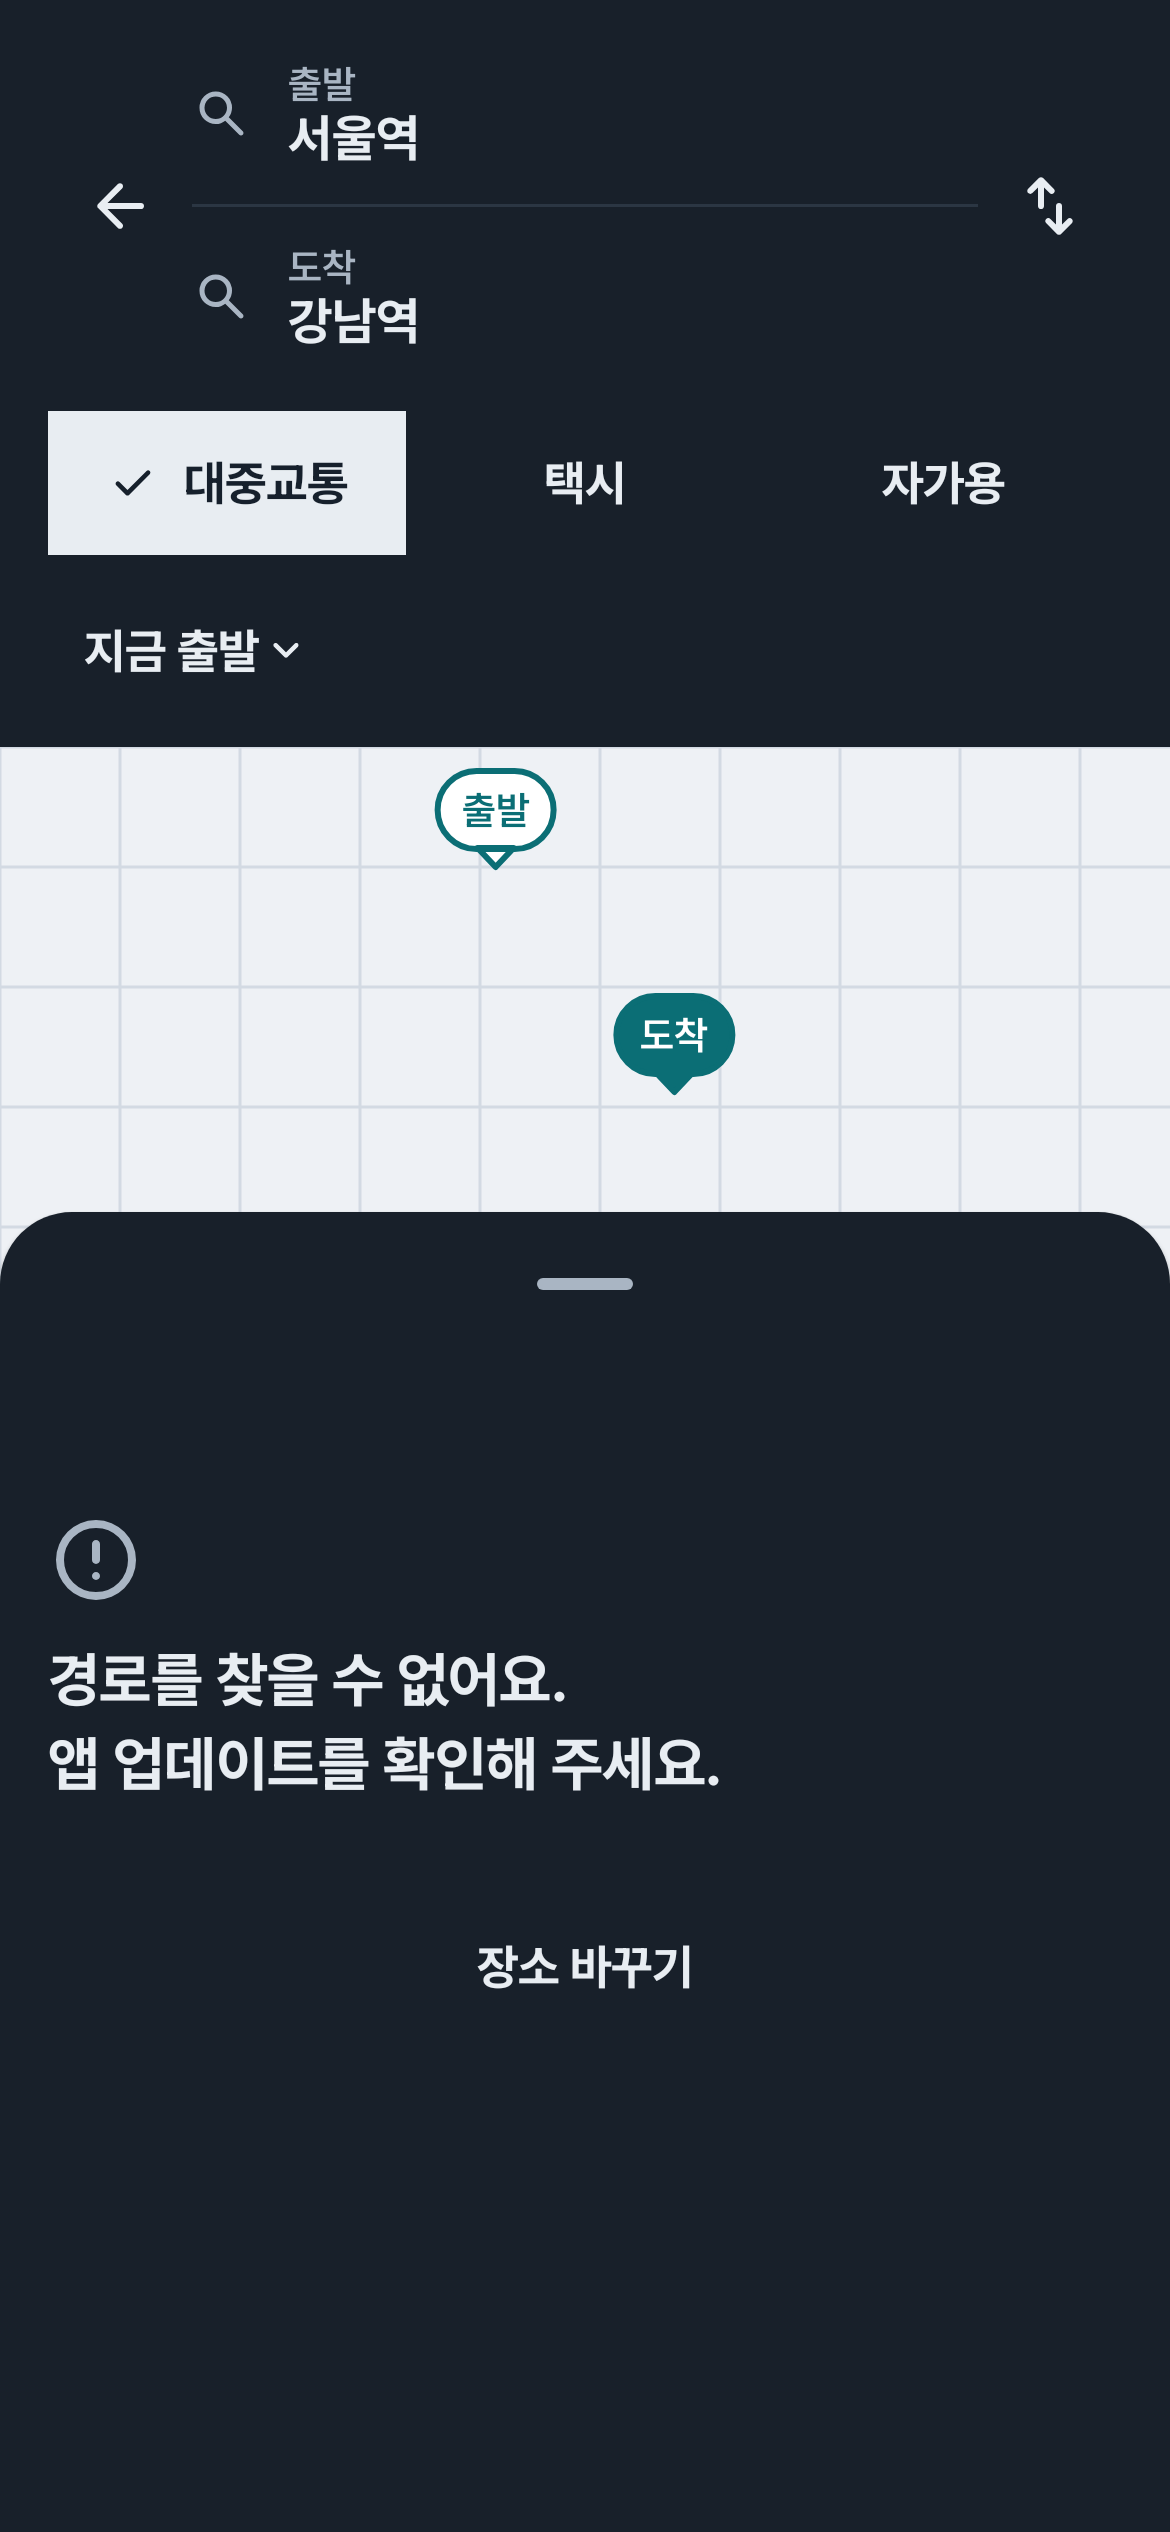 출발
서울역
도착
강남역
대중교통
택시
자가용
지금 출발
출발
도착
경로를 찾을 수 없어요.
앱 업데이트를 확인해 주세요.
장소 바꾸기